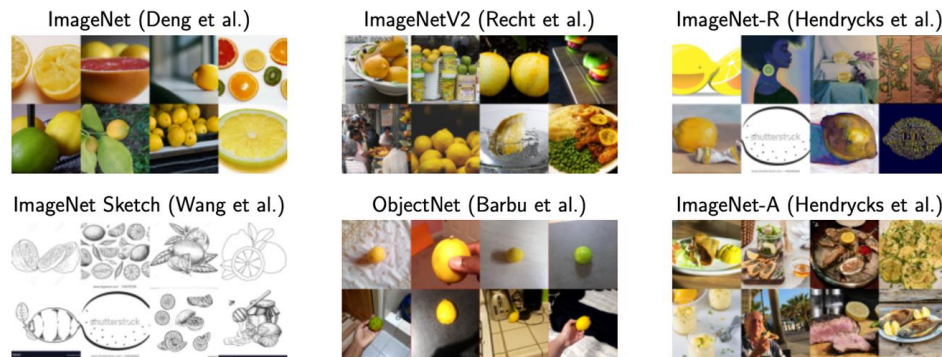 ImageNet (Deng et al.)
ImageNetV2 (Recht et al.)
ImageNet-R (Hendrycks et al.)
shutterstock
ImageNet Sketch (Wang et al.)
ObjectNet (Barbu et al.)
ImageNet-A (Hendrycks et al.)
shutterstock